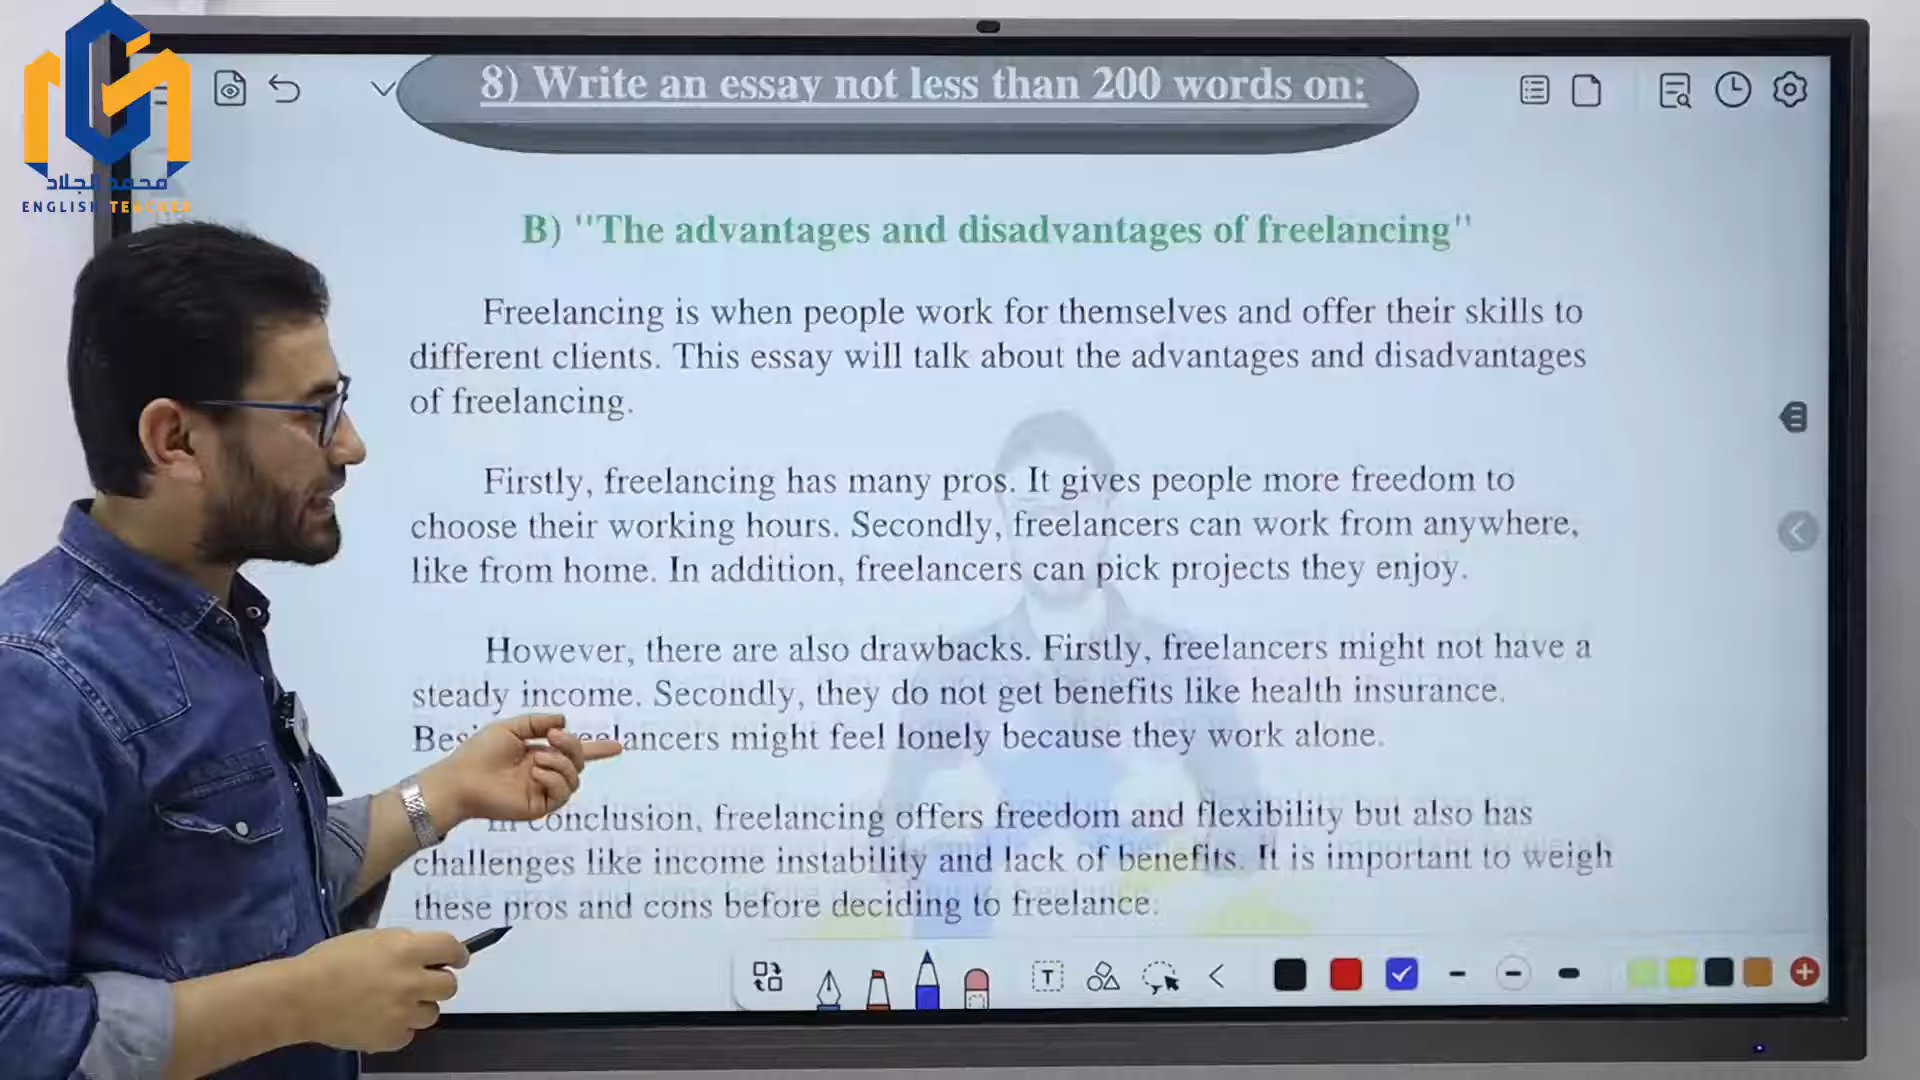 محمد الجلاد
ENGLISH TEACHER
8) Write an essay not less than 200 words on:
B) "The advantages and disadvantages of freelancing"
Freelancing is when people work for themselves and offer their skills to
different clients. This essay will talk about the advantages and disadvantages
of freelancing.
Firstly, freelancing has many pros. It gives people more freedom to
choose their working hours. Secondly, freelancers can work from anywhere,
like from home. In addition, freelancers can pick projects they enjoy.
However, there are also drawbacks. Firstly, freelancers might not have a
steady income. Secondly, they do not get benefits like health insurance.
freelancers might feel lonely because they work alone.
In conclusion, freelancing offers freedom and flexibility but also has
challenges like income instability and lack of benefits. It is important to weigh
these pros and cons before deciding to freelance.
T